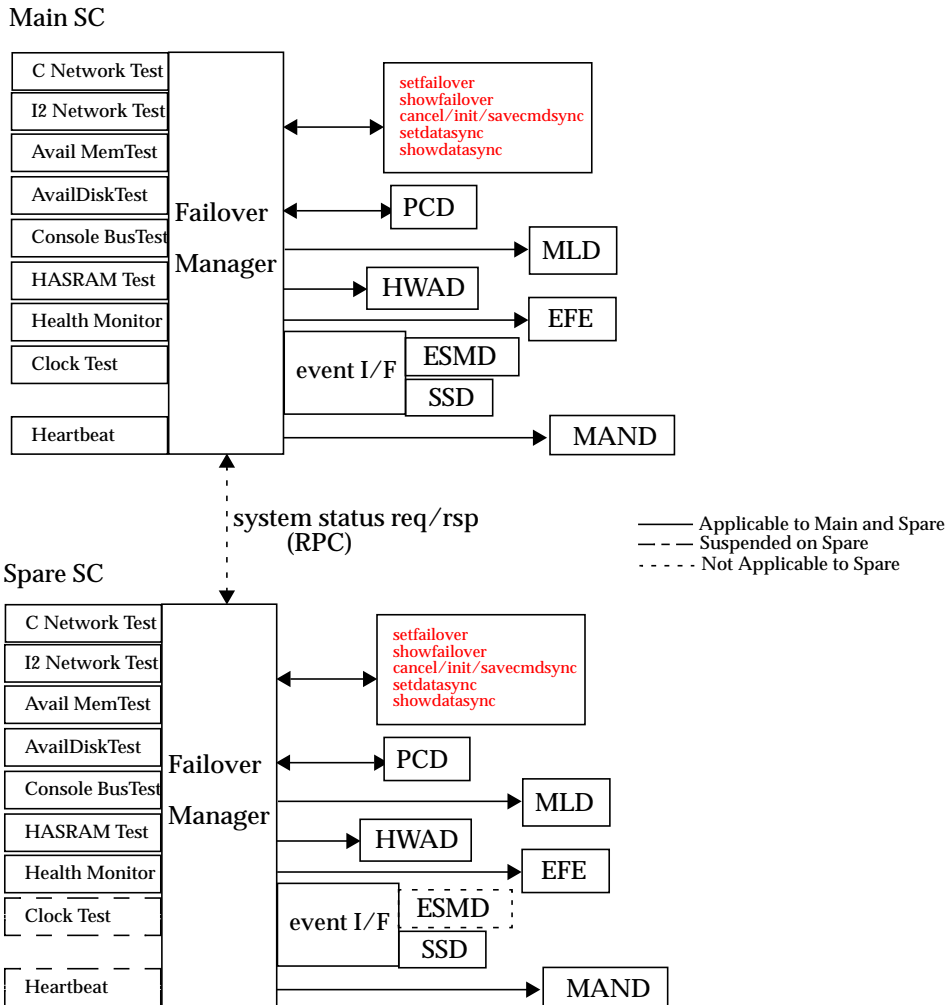 Main SC
C Network Test
I2 Network Test
Avail MemTest
AvailDiskTest
Console BusTest
HASRAM Test
Health Monitor
Clock Test
Heartbeat
Failover
Manager
setfailover
showfailover
cancel/init/savecmdsync
setdatasync
showdatasync
PCD
MLD
HWAD
EFE
event I/F
ESMD
SSD
MAND
system status req/rsp
(RPC)
Applicable to Main and Spare
Suspended on Spare
Not Applicable to Spare
Spare SC
C Network Test
I2 Network Test
Avail MemTest
AvailDiskTest
Console BusTest
HASRAM Test
Health Monitor
Clock Test
Heartbeat
Failover
Manager
setfailover
showfailover
cancel/init/savecmdsync
setdatasync
showdatasync
PCD
MLD
HWAD
EFE
event I/F
ESMD
SSD
MAND